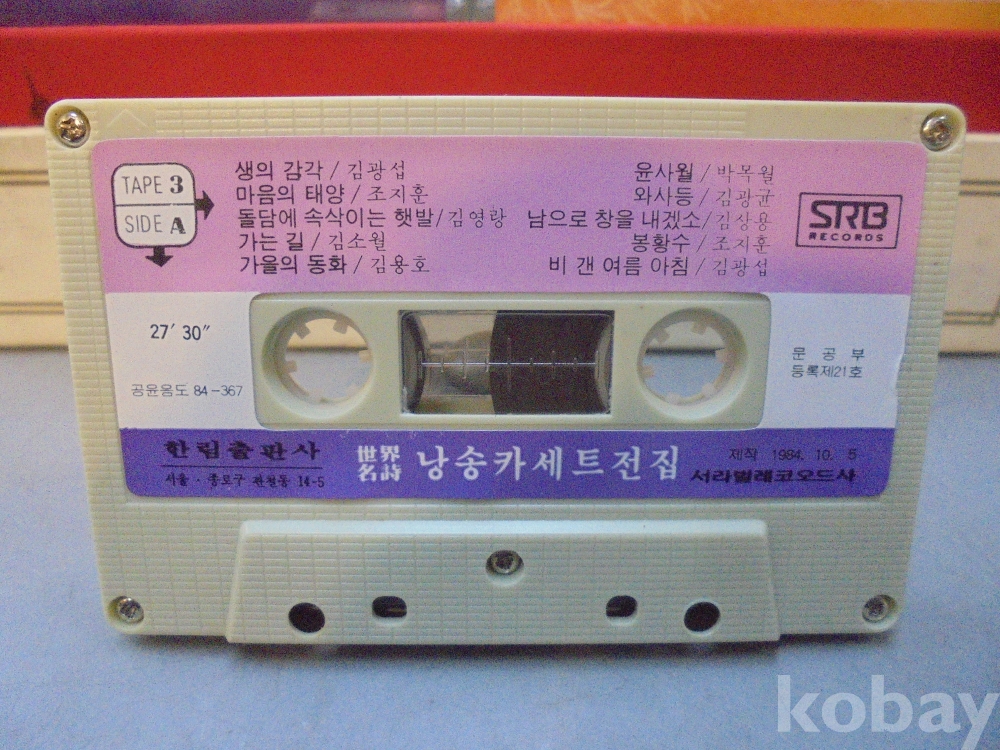 TAPE 3
SIDE A
생의 감각 / 김광섭
마음의 태양 / 조지훈
돌담에 속삭이는 햇발 / 김영랑
가는 길 / 김소월
가을의 동화 / 김용호
윤사월 / 박목월
와사등 / 김광균
남으로 창을 내겠소 / 김상용
봉황수 / 조지훈
비 갠 여름 아침 / 김광섭
SRB
RECORDS
27′ 30″
공윤음도 84-367
문공부
등록제21호
한림출판사
서울·종로구 관철동 14-5
世界
名詩
낭송카세트전집
제작 1984. 10. 5
서라벌레코오드사
kobay